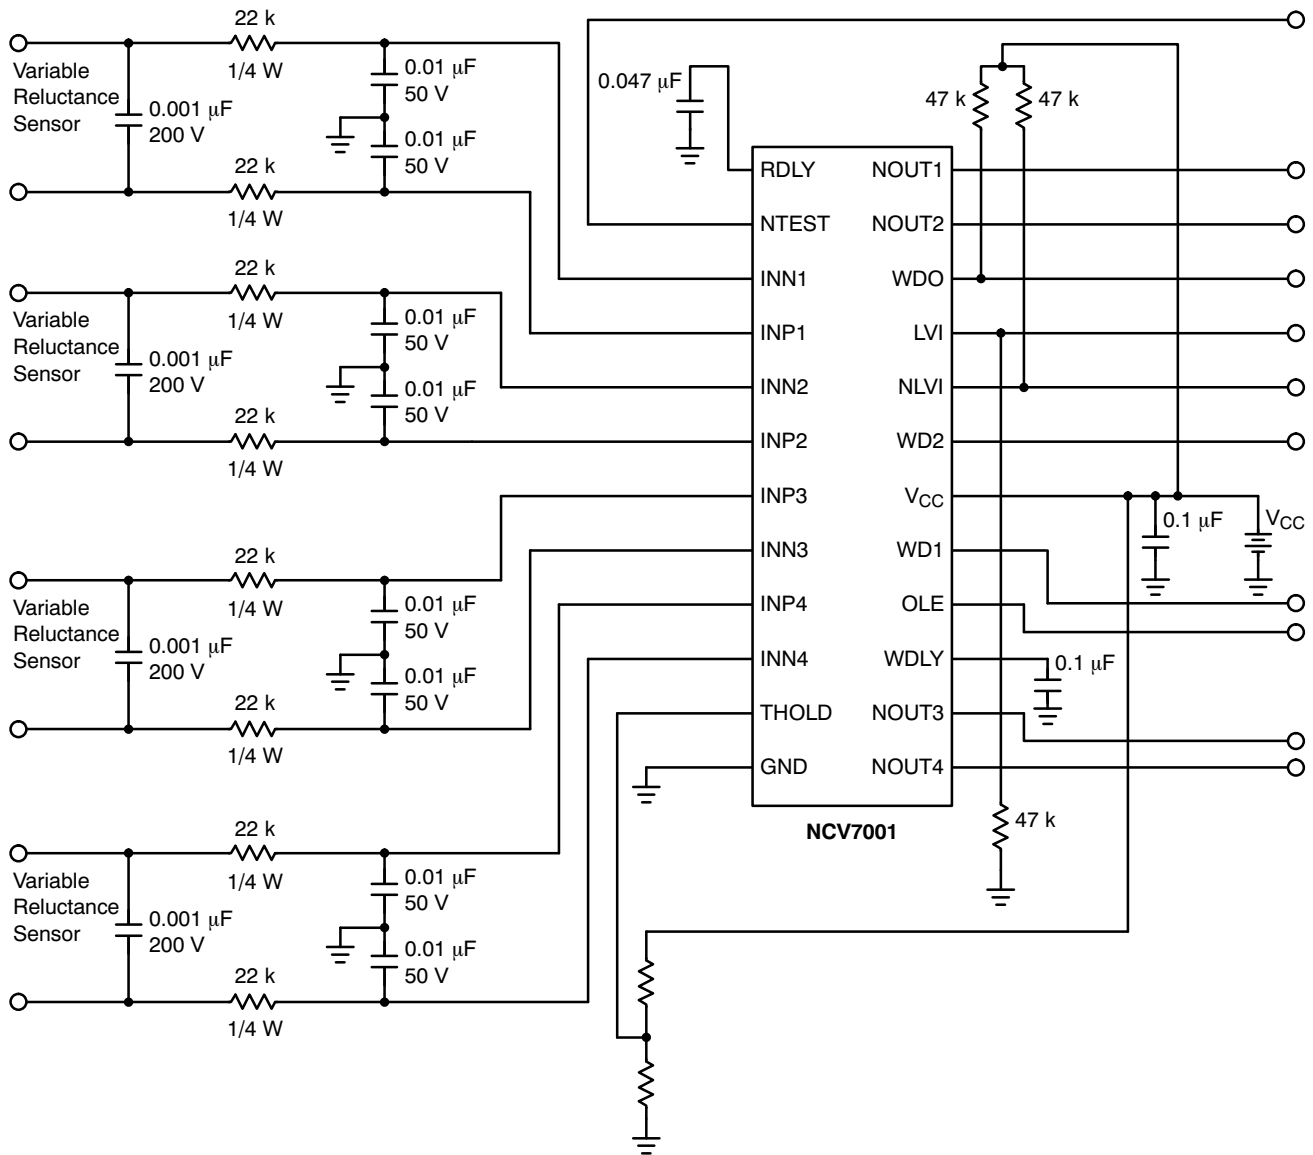 22 k
1/4 W
Variable
Reluctance
Sensor
0.001 μF
200 V
0.01 μF
50 V
0.01 μF
50 V
22 k
1/4 W
22 k
1/4 W
Variable
Reluctance
Sensor
0.001 μF
200 V
0.01 μF
50 V
0.01 μF
50 V
22 k
1/4 W
22 k
1/4 W
Variable
Reluctance
Sensor
0.001 μF
200 V
0.01 μF
50 V
0.01 μF
50 V
22 k
1/4 W
22 k
1/4 W
Variable
Reluctance
Sensor
0.001 μF
200 V
0.01 μF
50 V
0.01 μF
50 V
22 k
1/4 W
0.047 μF
RDLY
NTEST
INN1
INP1
INN2
INP2
INP3
INN3
INP4
INN4
THOLD
GND
NOUT1
NOUT2
WDO
LVI
NLVI
WD2
VCC
WD1
OLE
WDLY
NOUT3
NOUT4
NCV7001
47 k
47 k
0.1 μF
VCC
0.1 μF
47 k